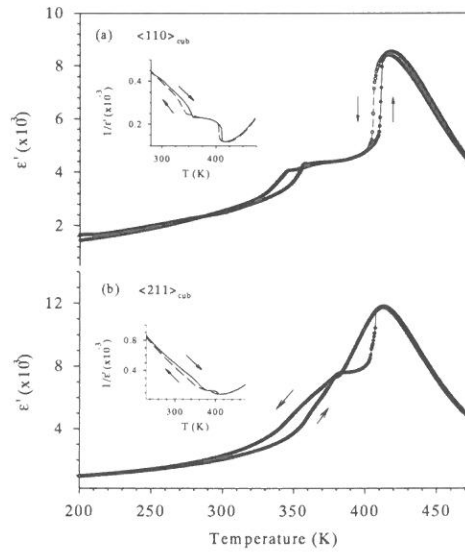 10
8
6
4
2
ε' (x10³)
(a) <110>cub
0.4
0.2
1/ε' (x10⁻³)
300 400
T (K)
12
8
4
ε' (x10³)
(b) <211>cub
0.8
0.4
1/ε' (x10⁻³)
300 400
T (K)
200 250 300 350 400 450
Temperature (K)